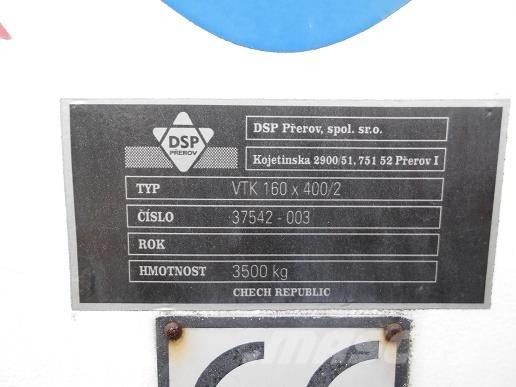 DSP
PŘEROV
DSP Přerov, spol. sr.o.
Kojetinska 2900/51, 751 52 Přerov I
TYP VTK 160 x 400/2
ČÍSLO 37542 - 003
ROK
HMOTNOST 3500 kg
CHECH REPUBLIC
CE